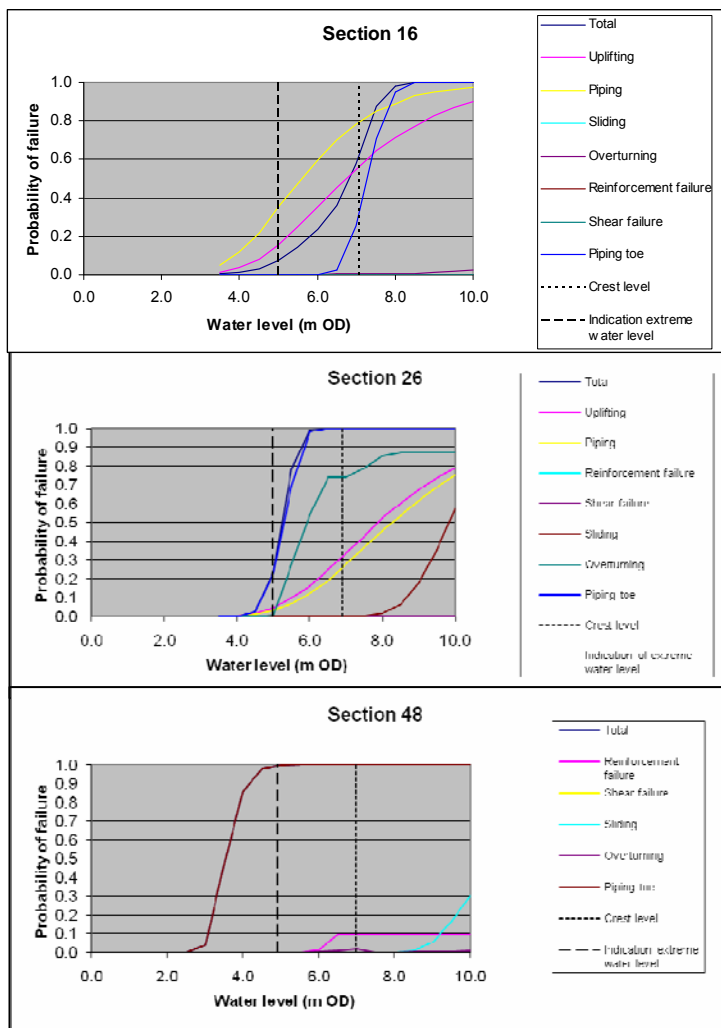 Section 16
Probability of failure
1.0
0.8
0.6
0.4
0.2
0.0
0.0
2.0
4.0
6.0
8.0
10.0
Water level (m OD)
Total
Uplifting
Piping
Sliding
Overturning
Reinforcement failure
Shear failure
Piping toe
Crest level
Indication extreme
water level
Section 26
Probability of failure
1.0
0.9
0.8
0.7
0.6
0.5
0.4
0.3
0.2
0.1
0.0
0.0
2.0
4.0
6.0
8.0
10.0
Water level (m OD)
Total
Uplifting
Piping
Reinforcement failure
Shear failure
Sliding
Overturning
Piping toe
Crest level
Indication of extreme
water level
Section 48
Probability of failure
1.0
0.9
0.8
0.7
0.6
0.5
0.4
0.3
0.2
0.1
0.0
0.0
2.0
4.0
6.0
8.0
10.0
Water level (m OD)
Total
Reinforcement
failure
Shear failure
Sliding
Overturning
Piping toe
Crest level
Indication extreme
water level